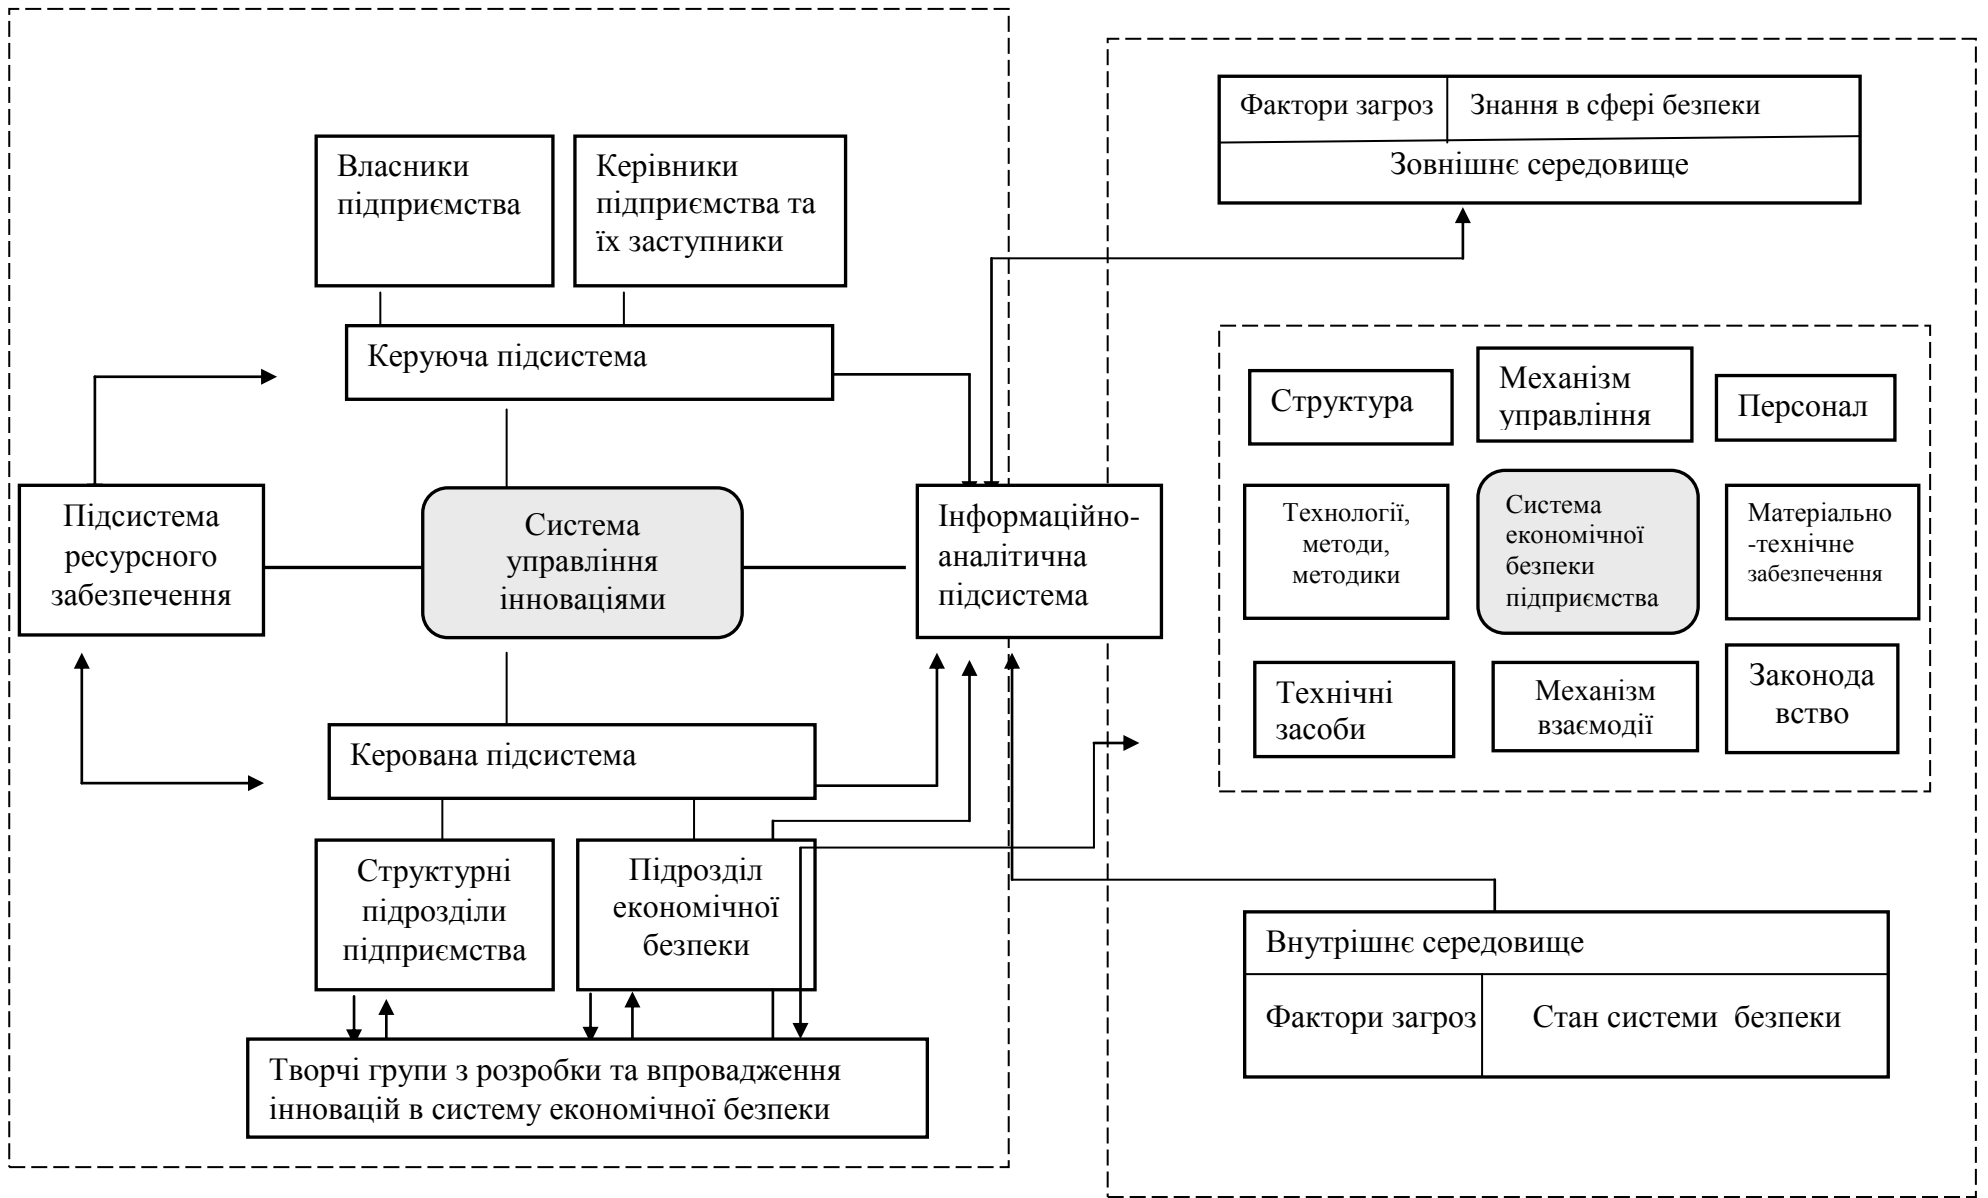 Фактори загроз
Знання в сфері безпеки
Зовнішнє середовище
Власники
підприємства
Керівники
підприємства та
їх заступники
Керуюча підсистема
Підсистема
ресурсного
забезпечення
Система
управління
інноваціями
Інформаційно-
аналітична
підсистема
Керована підсистема
Структурні
підрозділи
підприємства
Підрозділ
економічної
безпеки
Творчі групи з розробки та впровадження
інновацій в систему економічної безпеки
Структура
Механізм
управління
Персонал
Технології,
методи,
методики
Система
економічної
безпеки
підприємства
Матеріально
-технічне
забезпечення
Технічні
засоби
Механізм
взаємодії
Законода
вство
Внутрішнє середовище
Фактори загроз
Стан системи безпеки